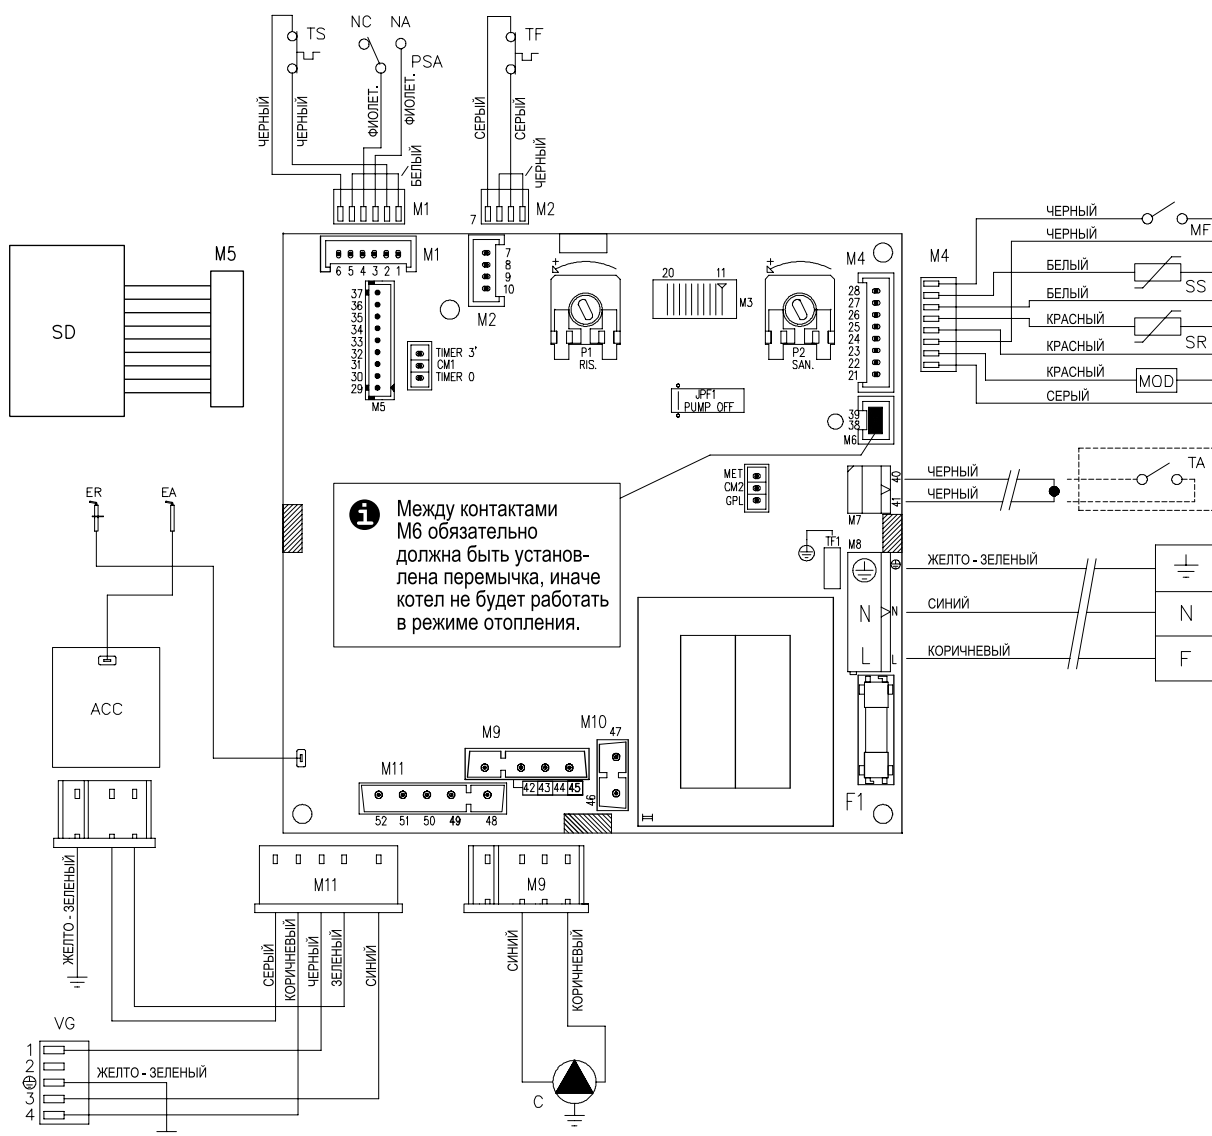 TS
NC
NA
PSA
TF
ЧЕРНЫЙ
ЧЕРНЫЙ
ФИОЛЕТ.
ФИОЛЕТ.
БЕЛЫЙ
СЕРЫЙ
СЕРЫЙ
ЧЕРНЫЙ
M1
7
M2
SD
M5
M1
6 5 4 3 2 1
37
36
35
34
33
32
31
30
29
M5
7
8
9
10
M2
TIMER 3'
CM1
TIMER 0
+
P1
RIS.
20 11
M3
+
P2
SAN.
JPF1
PUMP OFF
M4
28
27
26
25
24
23
22
21
39
38
M6
M4
ЧЕРНЫЙ
MF
ЧЕРНЫЙ
БЕЛЫЙ
SS
БЕЛЫЙ
КРАСНЫЙ
SR
КРАСНЫЙ
КРАСНЫЙ
MOD
СЕРЫЙ
MET
CM2
GPL
40
41
M7
ЧЕРНЫЙ
ЧЕРНЫЙ
TA
ER
EA
i
Между контактами
М6 обязательно
должна быть установ-
лена перемычка, иначе
котел не будет работать
в режиме отопления.
TF1
M8
N
N
L
L
ЖЕЛТО - ЗЕЛЕНЫЙ
СИНИЙ
N
КОРИЧНЕВЫЙ
F
F1
ACC
M9
42 43 44 45
M10
47
46
M11
52 51 50 49 48
M11
M9
ЖЕЛТО - ЗЕЛЕНЫЙ
СЕРЫЙ
КОРИЧНЕВЫЙ
ЧЕРНЫЙ
ЗЕЛЕНЫЙ
СИНИЙ
СИНИЙ
КОРИЧНЕВЫЙ
VG
1
2
3
4
ЖЕЛТО - ЗЕЛЕНЫЙ
C